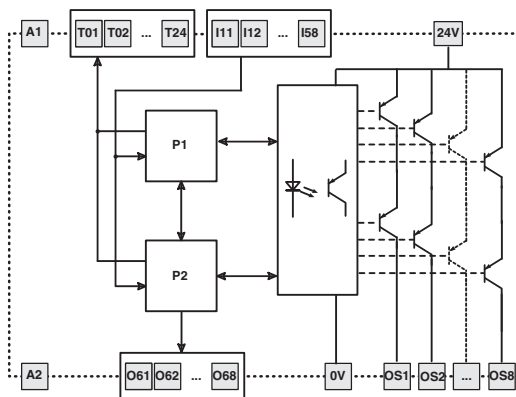 A1 T01 T02 ... T24 I11 I12 ... I58 24V
P1
P2
A2 O61 O62 ... O68 0V OS1 OS2 ... OS8